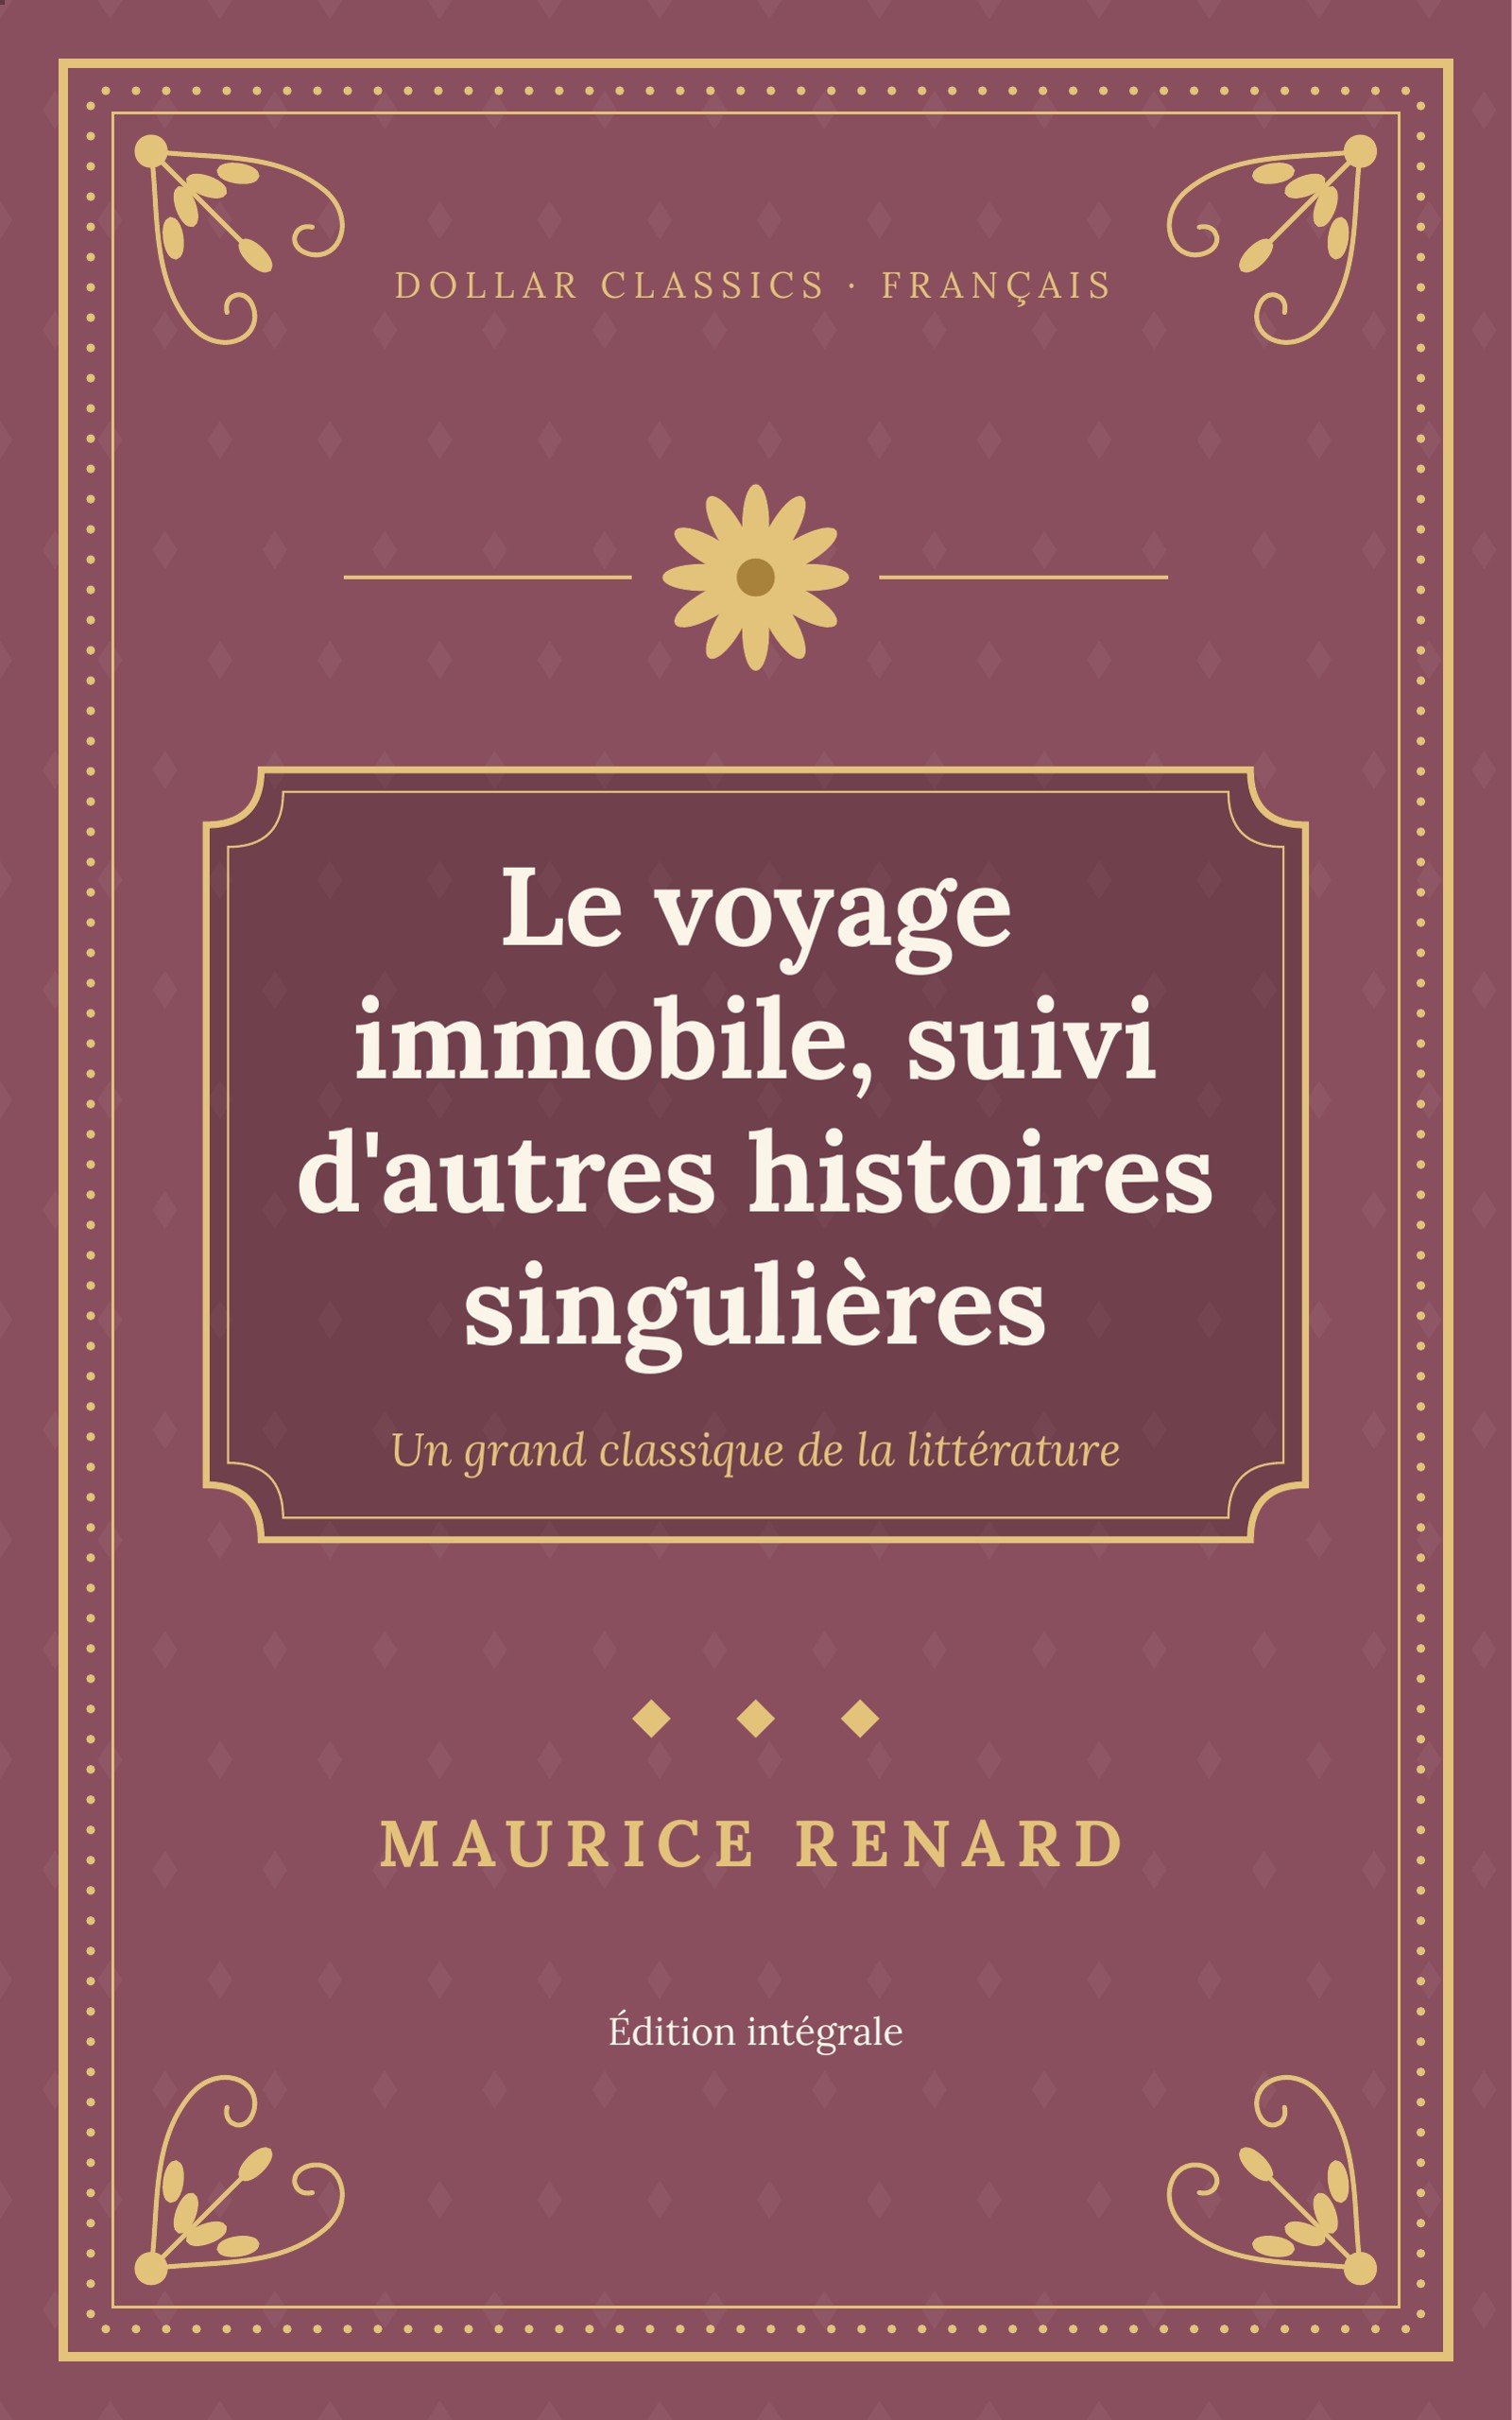 DOLLAR CLASSICS · FRANÇAIS
Le voyage
immobile, suivi
d'autres histoires
singulières
Un grand classique de la littérature
MAURICE RENARD
Édition intégrale